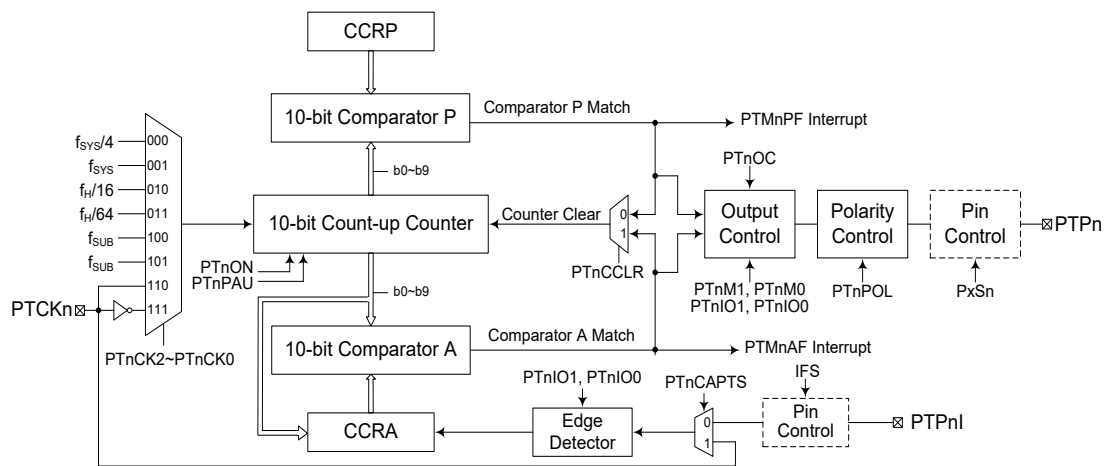 CCRP
10-bit Comparator P
Comparator P Match
PTMnPF Interrupt
fSYS/4
000
fSYS
001
fH/16
010
fH/64
011
fSUB
100
fSUB
101
110
111
PTCKn
PTnCK2~PTnCK0
b0~b9
10-bit Count-up Counter
PTnON
PTnPAU
Counter Clear
0
1
PTnCCLR
PTnOC
Output
Control
PTnM1, PTnM0
PTnIO1, PTnIO0
Polarity
Control
PTnPOL
Pin
Control
PxSn
PTPn
b0~b9
10-bit Comparator A
Comparator A Match
PTMnAF Interrupt
CCRA
PTnIO1, PTnIO0
Edge
Detector
PTnCAPTS
0
1
IFS
Pin
Control
PTPnI